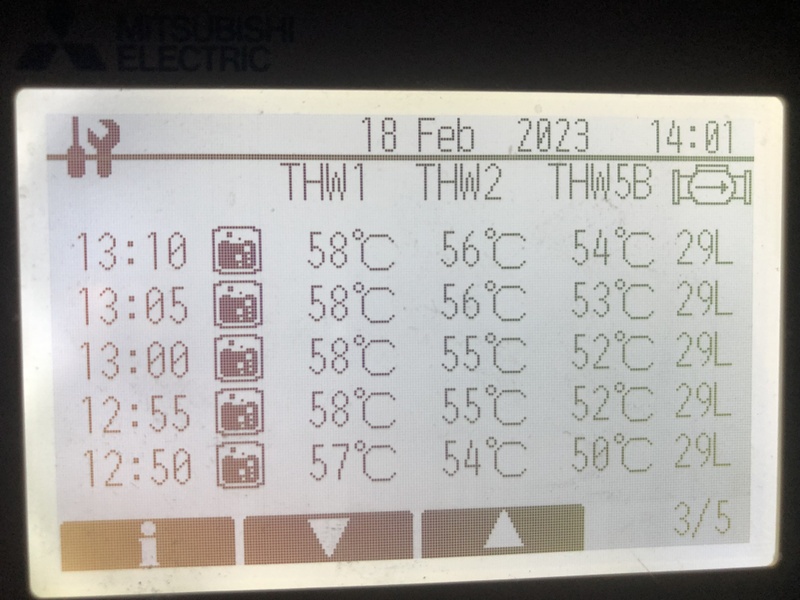 MITSUBISHI
ELECTRIC
18 Feb 2023 14:01
THW1 THW2 THW5B
13:10 58℃ 56℃ 54℃ 29L
13:05 58℃ 56℃ 53℃ 29L
13:00 58℃ 55℃ 52℃ 29L
12:55 58℃ 55℃ 52℃ 29L
12:50 57℃ 54℃ 50℃ 29L
3/5
i